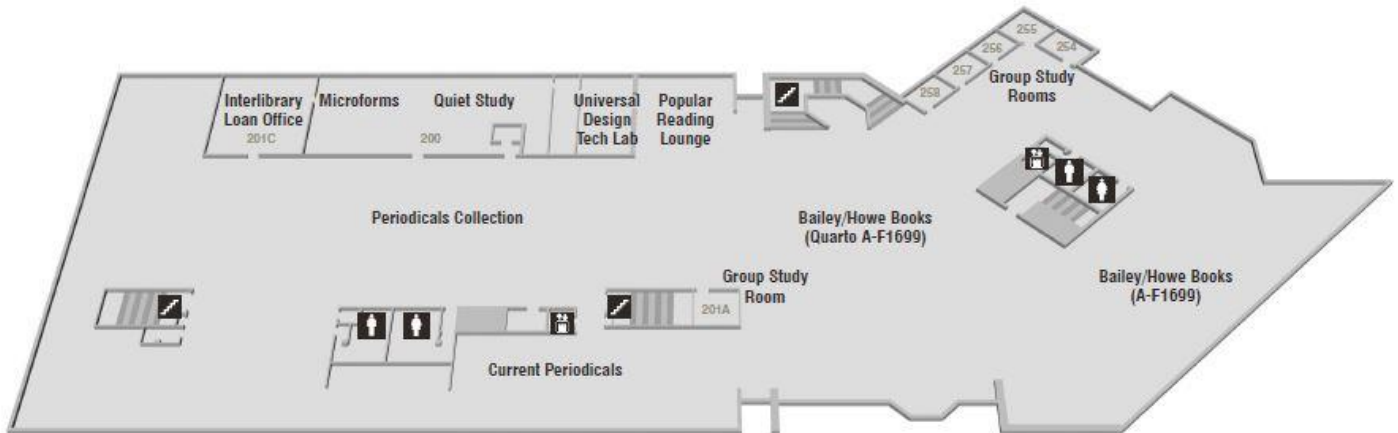 255
256
254
257
258
Group Study
Rooms
Interlibrary
Loan Office
201C
Microforms
Quiet Study
200
Universal
Design
Tech Lab
Popular
Reading
Lounge
Periodicals Collection
Bailey/Howe Books
(Quarto A-F1699)
Bailey/Howe Books
(A-F1699)
Group Study
Room
201A
Current Periodicals